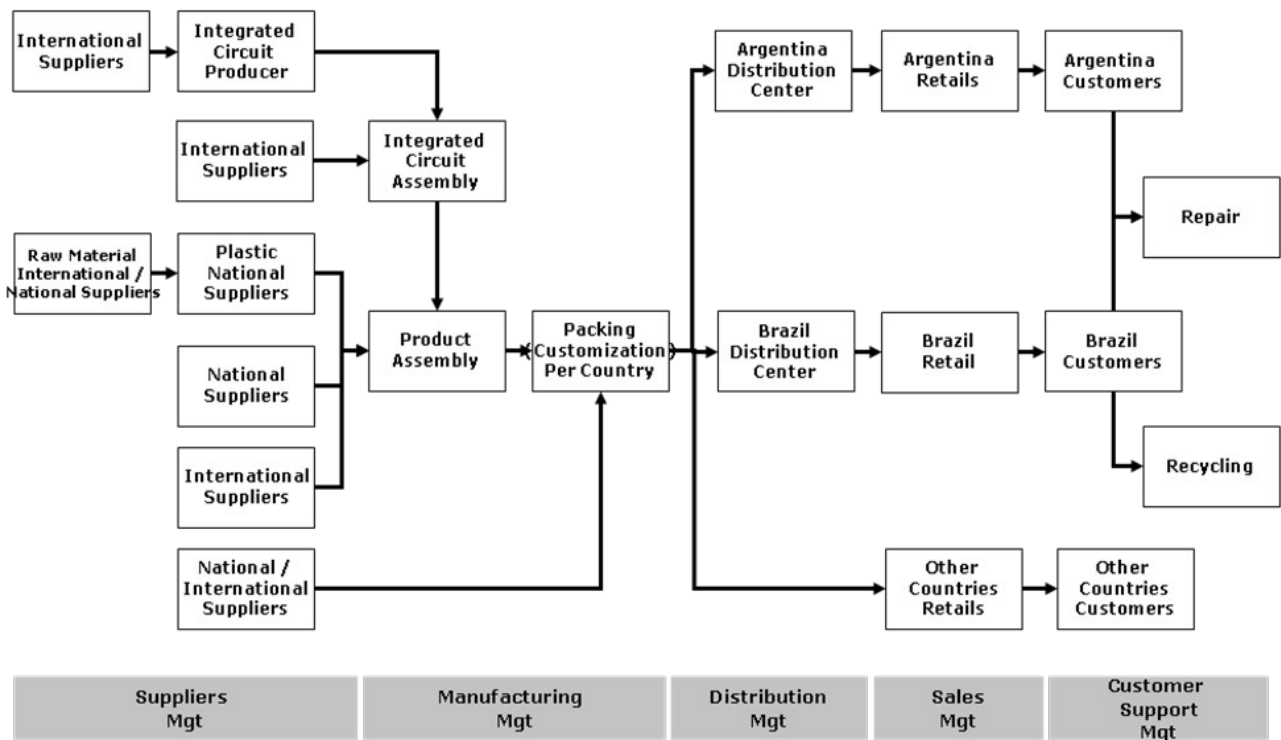 International
Suppliers
Integrated
Circuit
Producer
International
Suppliers
Integrated
Circuit
Assembly
Raw Material
International /
National Suppliers
Plastic
National
Suppliers
National
Suppliers
International
Suppliers
National /
International
Suppliers
Product
Assembly
Packing
Customization
Per Country
Argentina
Distribution
Center
Argentina
Retails
Argentina
Customers
Repair
Brazil
Distribution
Center
Brazil
Retail
Brazil
Customers
Recycling
Other
Countries
Retails
Other
Countries
Customers
Suppliers
Mgt
Manufacturing
Mgt
Distribution
Mgt
Sales
Mgt
Customer
Support
Mgt